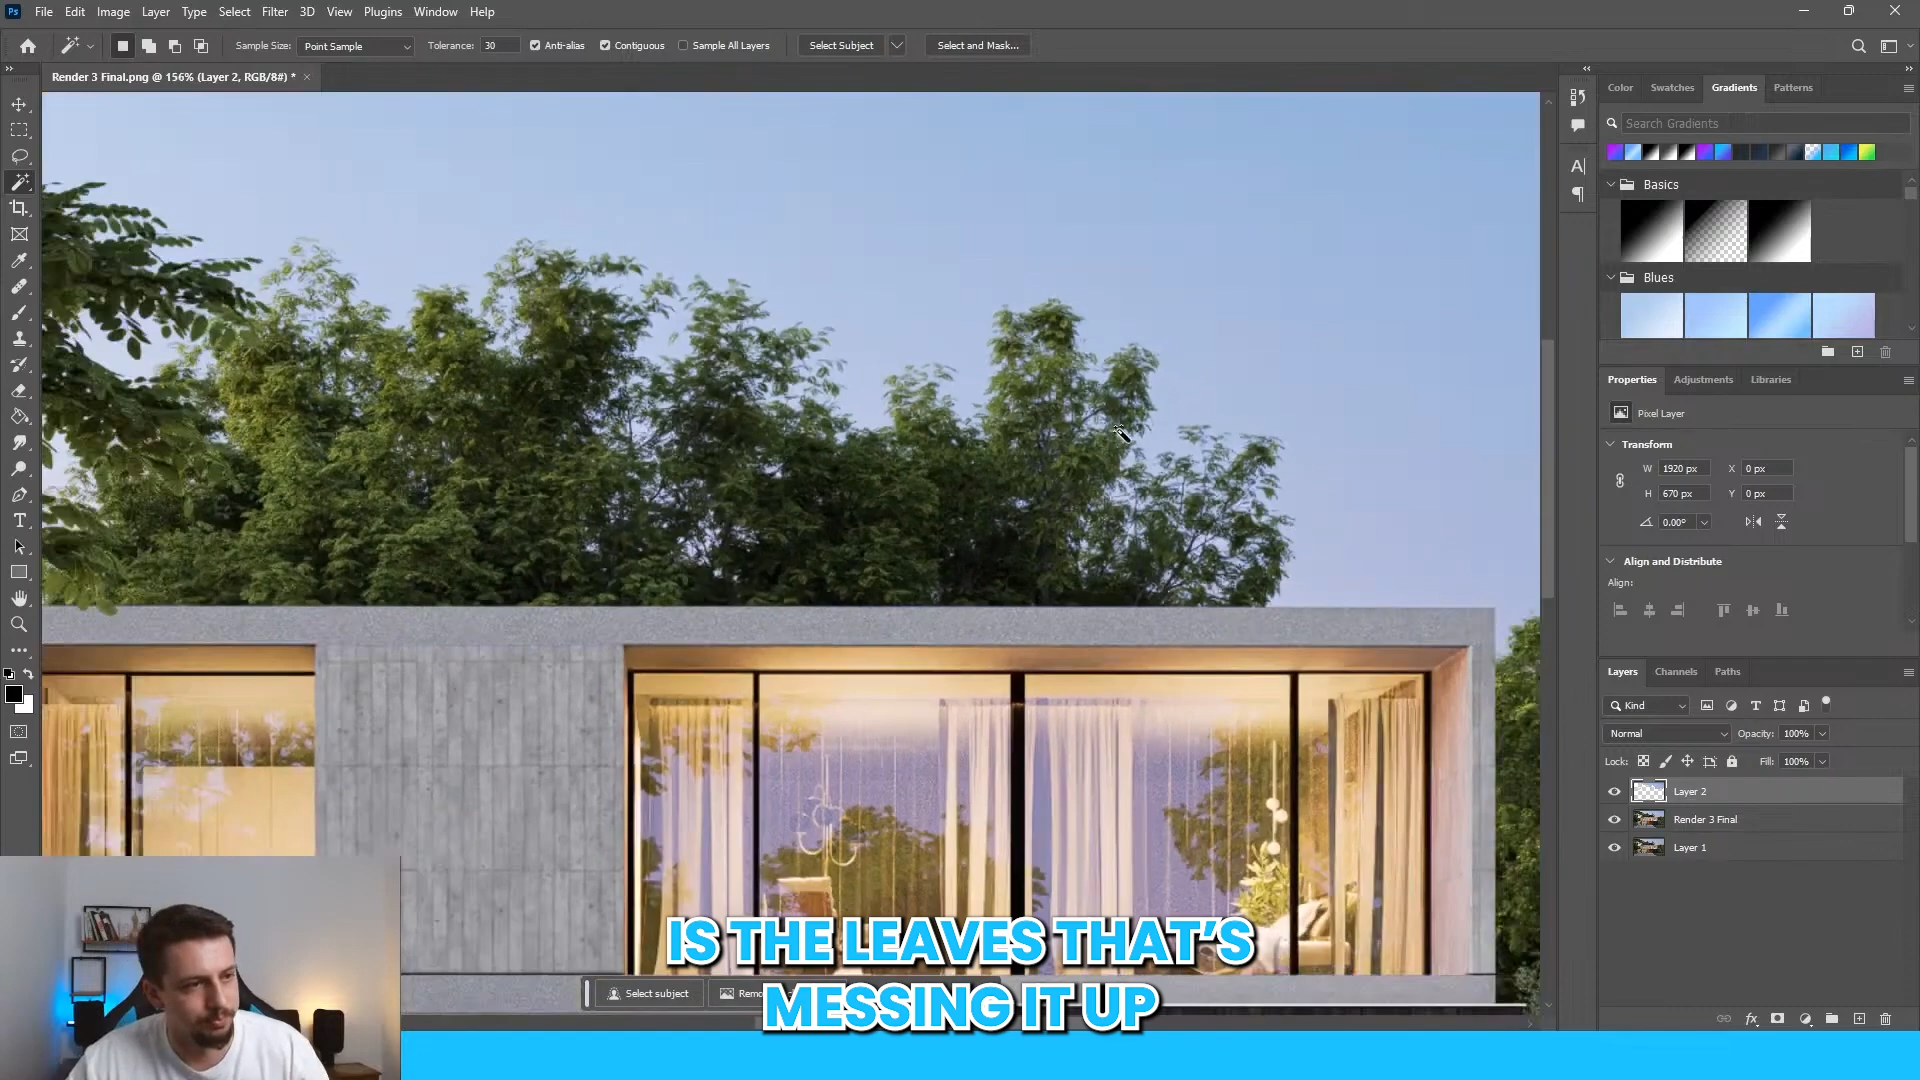 Ps File Edit Image Layer Type Select Filter 3D View Plugins Window Help
Sample Size: Point Sample Tolerance: 30 Anti-alias Contiguous Sample All Layers Select Subject Select and Mask...
Render 3 Final.png @ 156% (Layer 2, RGB/8#) *
Color Swatches Gradients Patterns
Search Gradients
Basics
Blues
Properties Adjustments Libraries
Pixel Layer
Transform
W 1920 px X 0 px
H 670 px Y 0 px
0.00°
Align and Distribute
Align:
Layers Channels Paths
Kind
Normal Opacity: 100%
Lock: Fill: 100%
Layer 2
Render 3 Final
Layer 1
Select subject
IS THE LEAVES THAT'S
MESSING IT UP